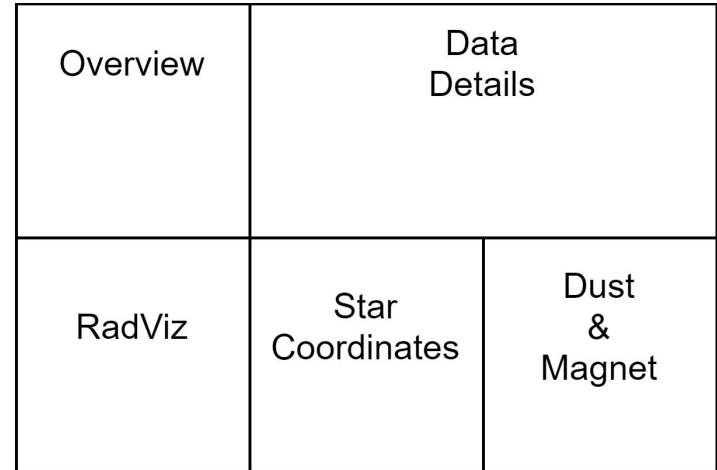 Overview
Data
Details
RadViz
Star
Coordinates
Dust
&
Magnet